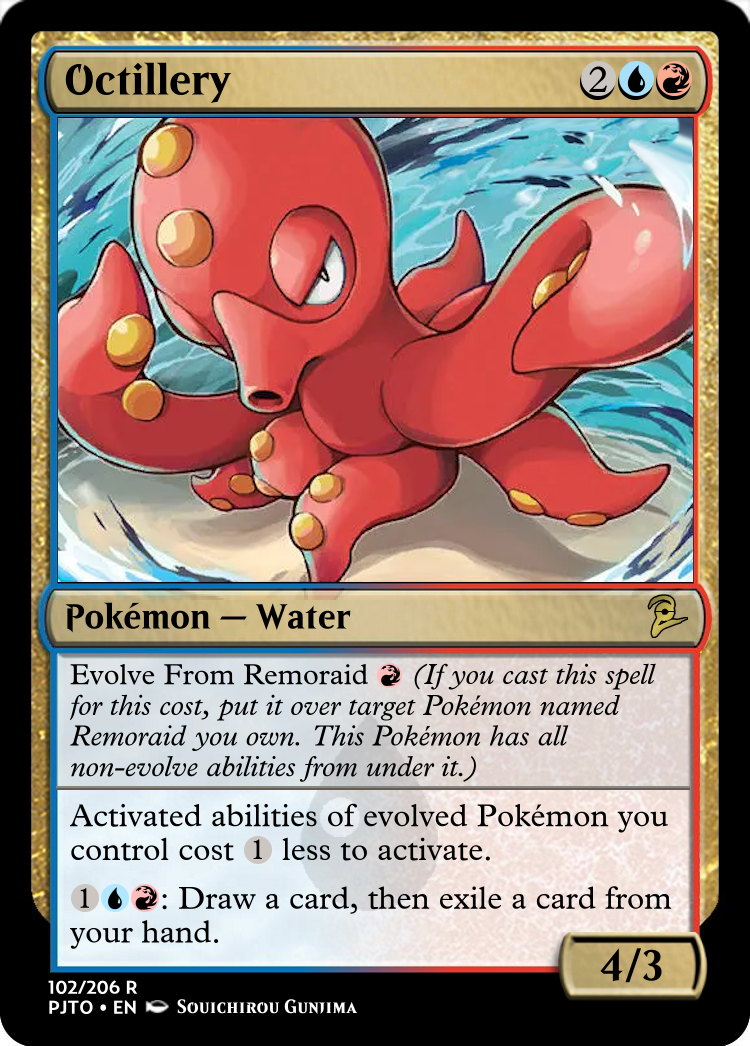 Octillery 2
Pokémon — Water
Evolve From Remoraid (If you cast this spell
for this cost, put it over target Pokémon named
Remoraid you own. This Pokémon has all
non-evolve abilities from under it.)
Activated abilities of evolved Pokémon you
control cost 1 less to activate.
1 : Draw a card, then exile a card from
your hand.
4/3
102/206 R
PJTO • EN Souichirou Gunjima